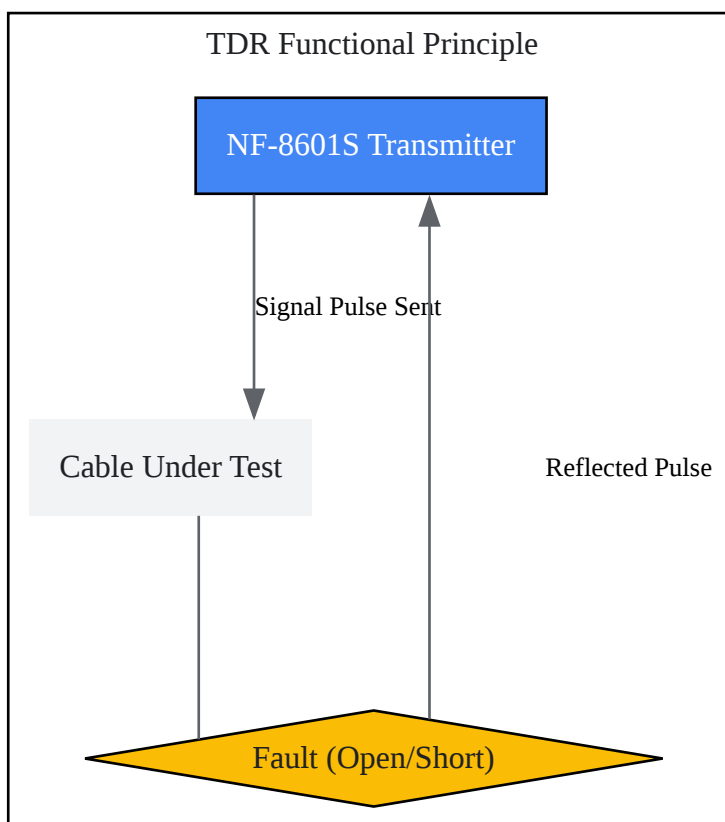 TDR Functional Principle
NF-8601S Transmitter
Signal Pulse Sent
Cable Under Test
Reflected Pulse
Fault (Open/Short)